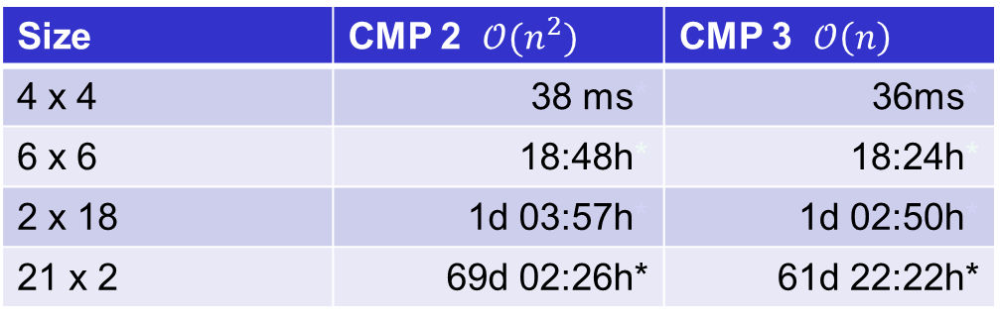 Size CMP 2 𝒪(n²) CMP 3 𝒪(n)
4 x 4 38 ms* 36ms*
6 x 6 18:48h* 18:24h*
2 x 18 1d 03:57h* 1d 02:50h*
21 x 2 69d 02:26h* 61d 22:22h*